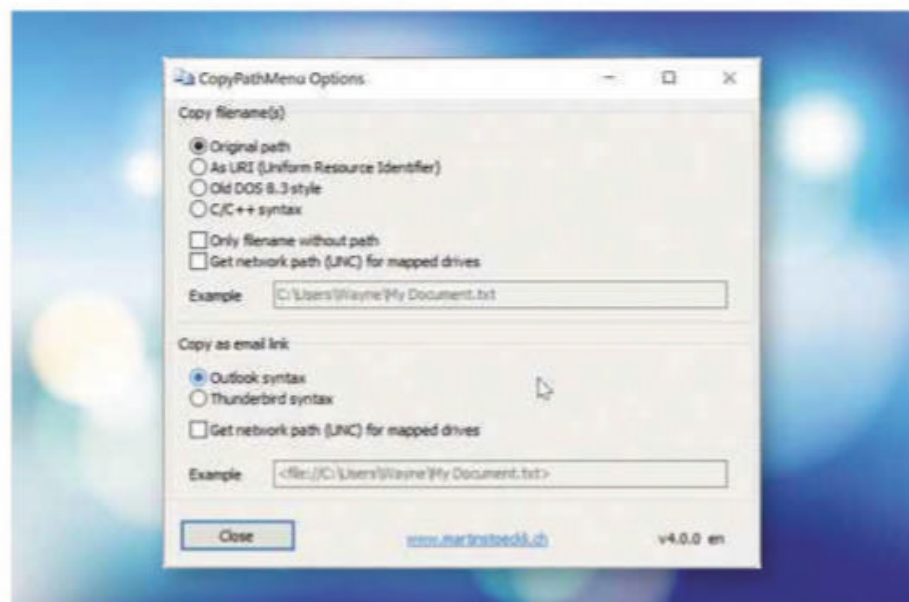 CopyPathMenu Options
Copy filename(s)
Original path
As URI (Uniform Resource Identifier)
Old DOS 8.3 style
C/C++ syntax
Only filename without path
Get network path (UNC) for mapped drives
Example C:\Users\Wayne\My Document.txt
Copy as email link
Outlook syntax
Thunderbird syntax
Get network path (UNC) for mapped drives
Example <file://C:\Users\Wayne\My Document.txt>
Close www.martinstoeckli.ch v4.0.0 en